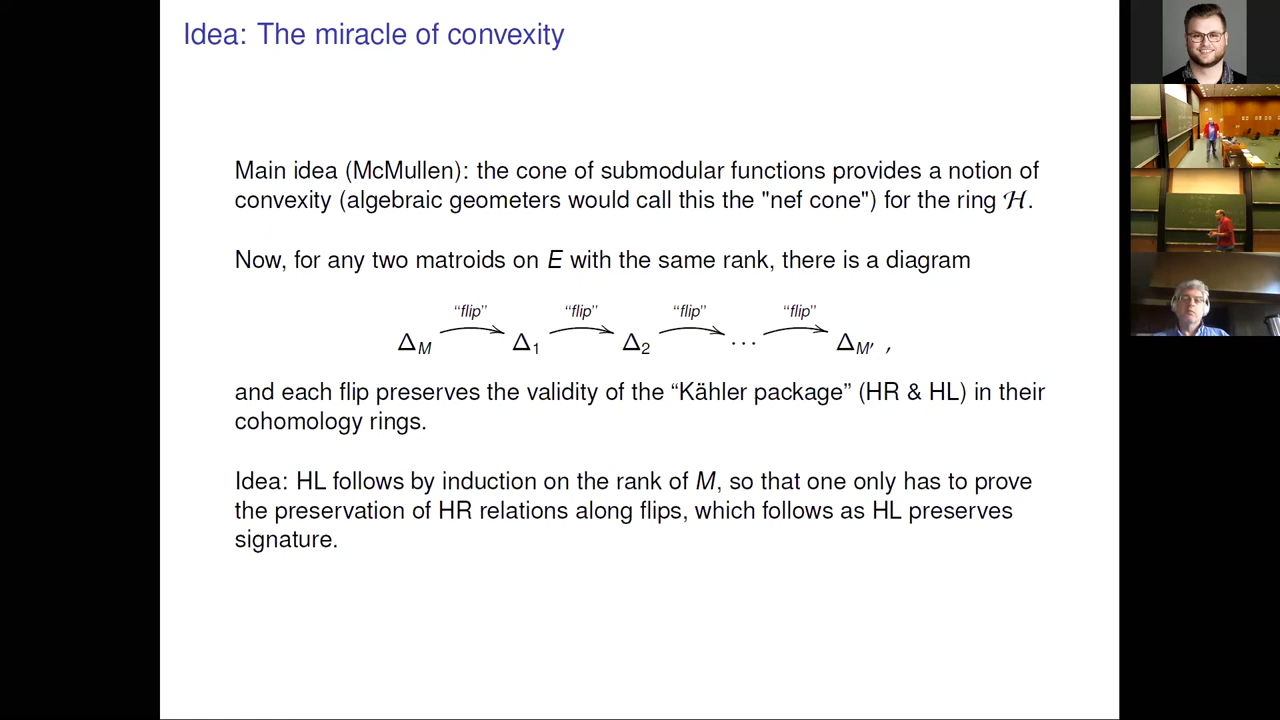 Idea: The miracle of convexity
Main idea (McMullen): the cone of submodular functions provides a notion of
convexity (algebraic geometers would call this the "nef cone") for the ring ℋ.
Now, for any two matroids on E with the same rank, there is a diagram
“flip” “flip” “flip” “flip”
Δ_M Δ_1 Δ_2 ⋯ Δ_{M′} ,
and each flip preserves the validity of the “Kähler package” (HR & HL) in their
cohomology rings.
Idea: HL follows by induction on the rank of M, so that one only has to prove
the preservation of HR relations along flips, which follows as HL preserves
signature.